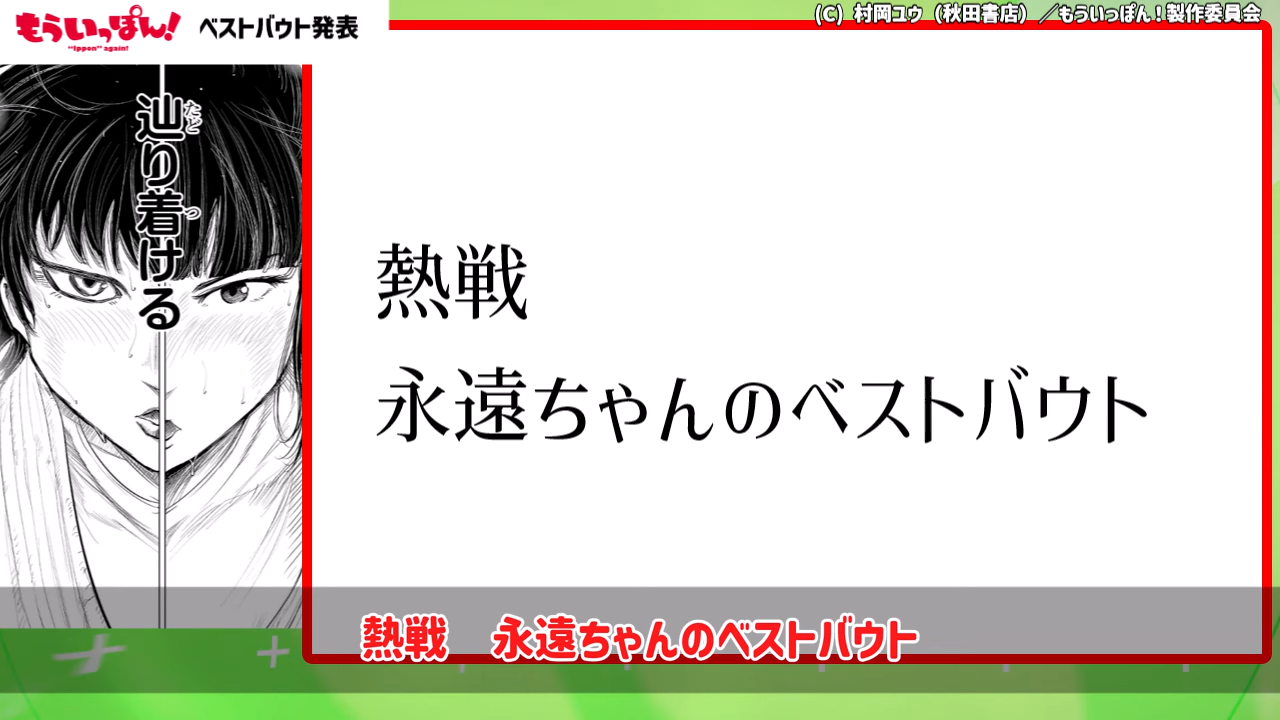 もういっぽん!
"Ippon" again!
ベストバウト発表
(C) 村岡ユウ（秋田書店）／もういっぽん！製作委員会
辿り着ける
たど
つ
熱戦
永遠ちゃんのベストバウト
熱戦　永遠ちゃんのベストバウト